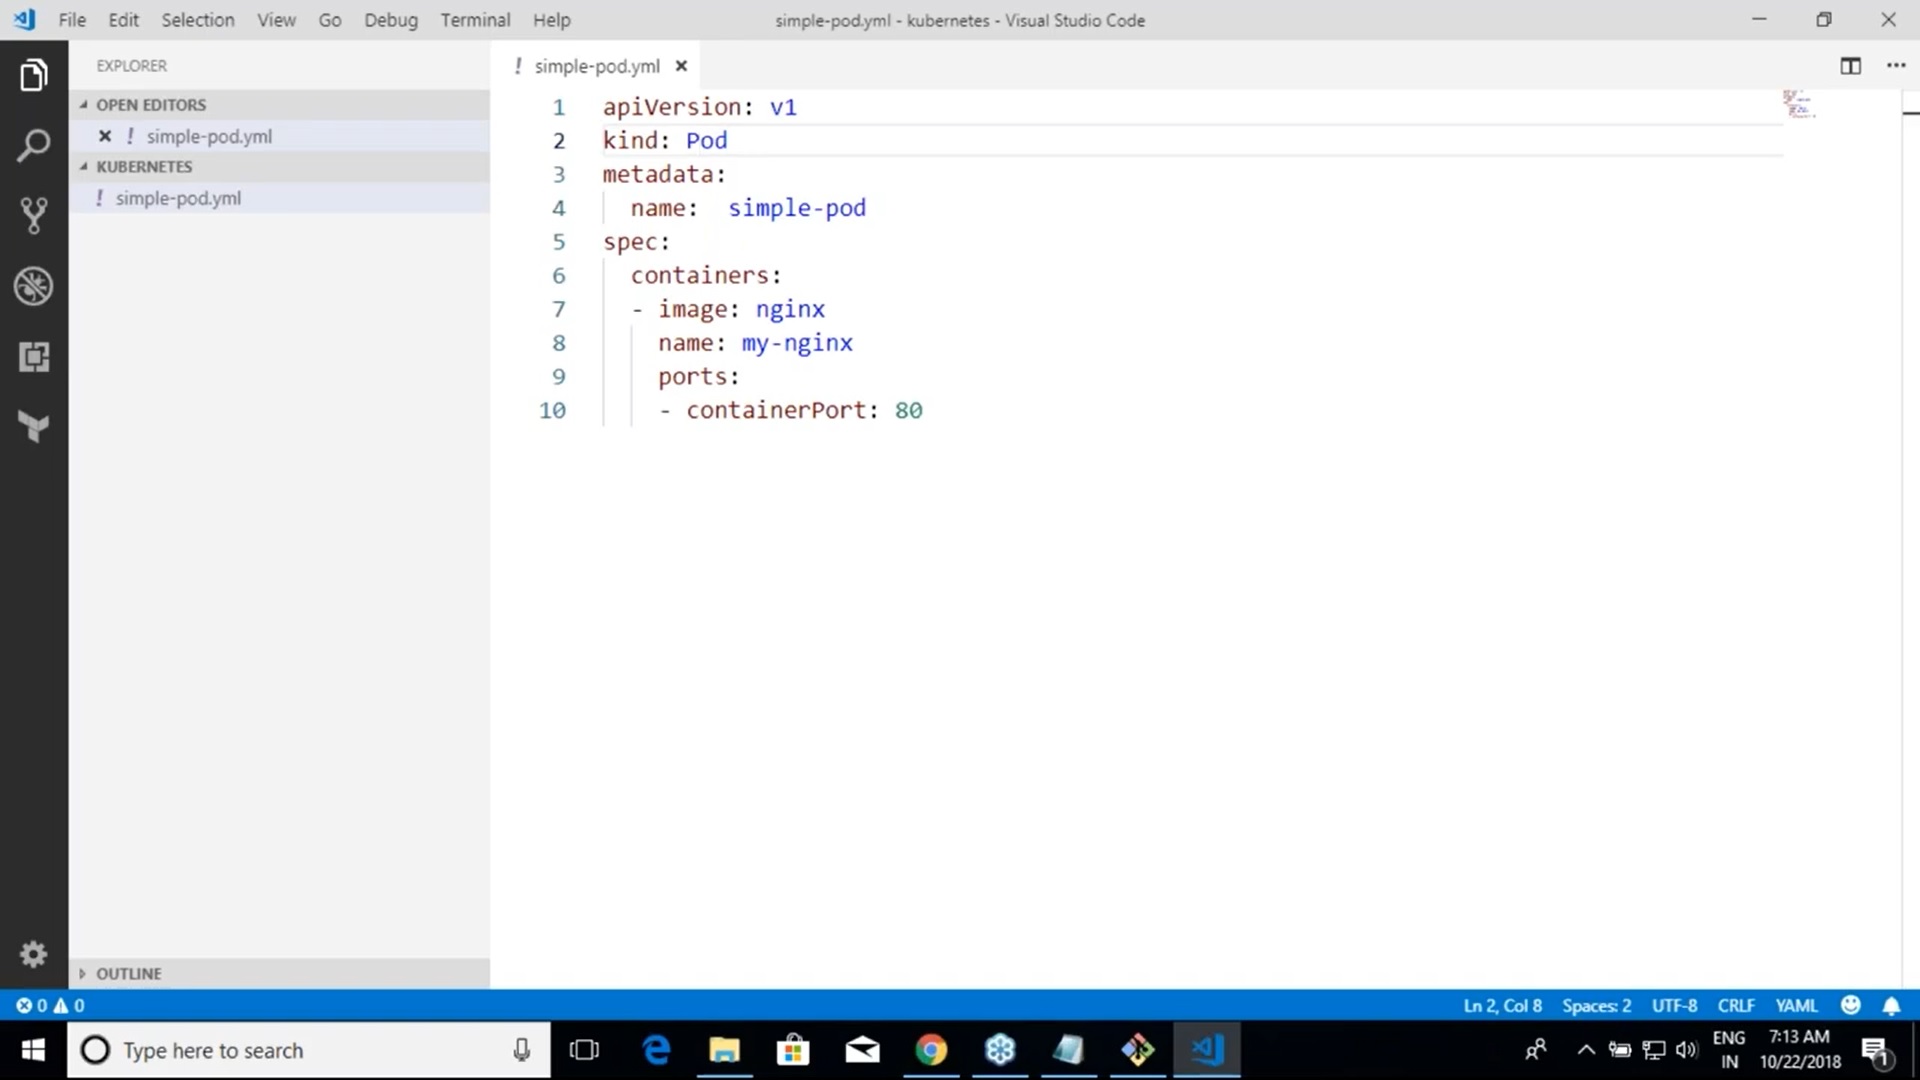 File Edit Selection View Go Debug Terminal Help simple-pod.yml - kubernetes - Visual Studio Code
EXPLORER
! simple-pod.yml
OPEN EDITORS
! simple-pod.yml
KUBERNETES
! simple-pod.yml
1 apiVersion: v1
2 kind: Pod
3 metadata:
4 name:  simple-pod
5 spec:
6 containers:
7 - image: nginx
8 name: my-nginx
9 ports:
10 - containerPort: 80
OUTLINE
0 0 Ln 2, Col 8 Spaces: 2 UTF-8 CRLF YAML
Type here to search
ENG
IN
7:13 AM
10/22/2018
1